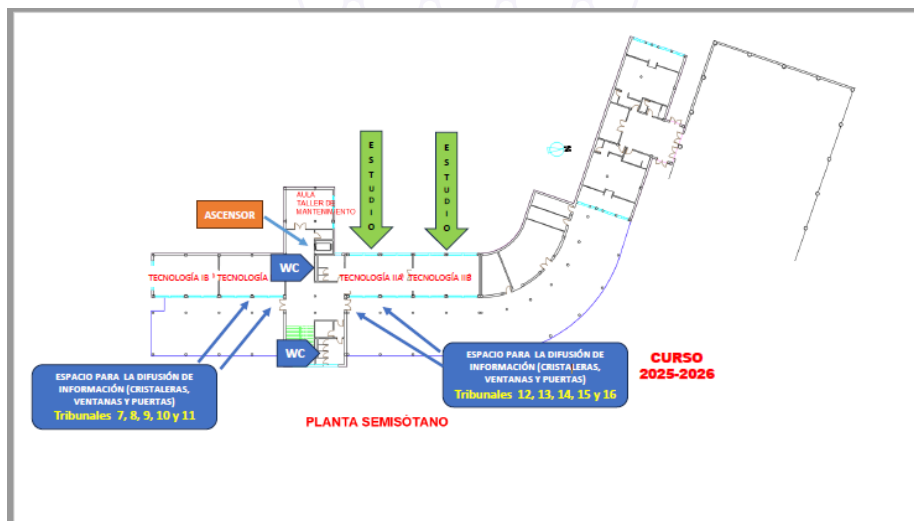 E
S
T
U
D
I
O
E
S
T
U
D
I
O
N
AULA
TALLER DE
MANTENIMIENTO
ASCENSOR
WC
TECNOLOGÍA IB
TECNOLOGÍA
TECNOLOGÍA IIA
TECNOLOGÍA IIB
WC
ESPACIO PARA LA DIFUSIÓN DE
INFORMACIÓN (CRISTALERAS,
VENTANAS Y PUERTAS)
Tribunales 7, 8, 9, 10 y 11
ESPACIO PARA LA DIFUSIÓN DE
INFORMACIÓN (CRISTALERAS,
VENTANAS Y PUERTAS)
Tribunales 12, 13, 14, 15 y 16
CURSO
2025-2026
PLANTA SEMISÓTANO